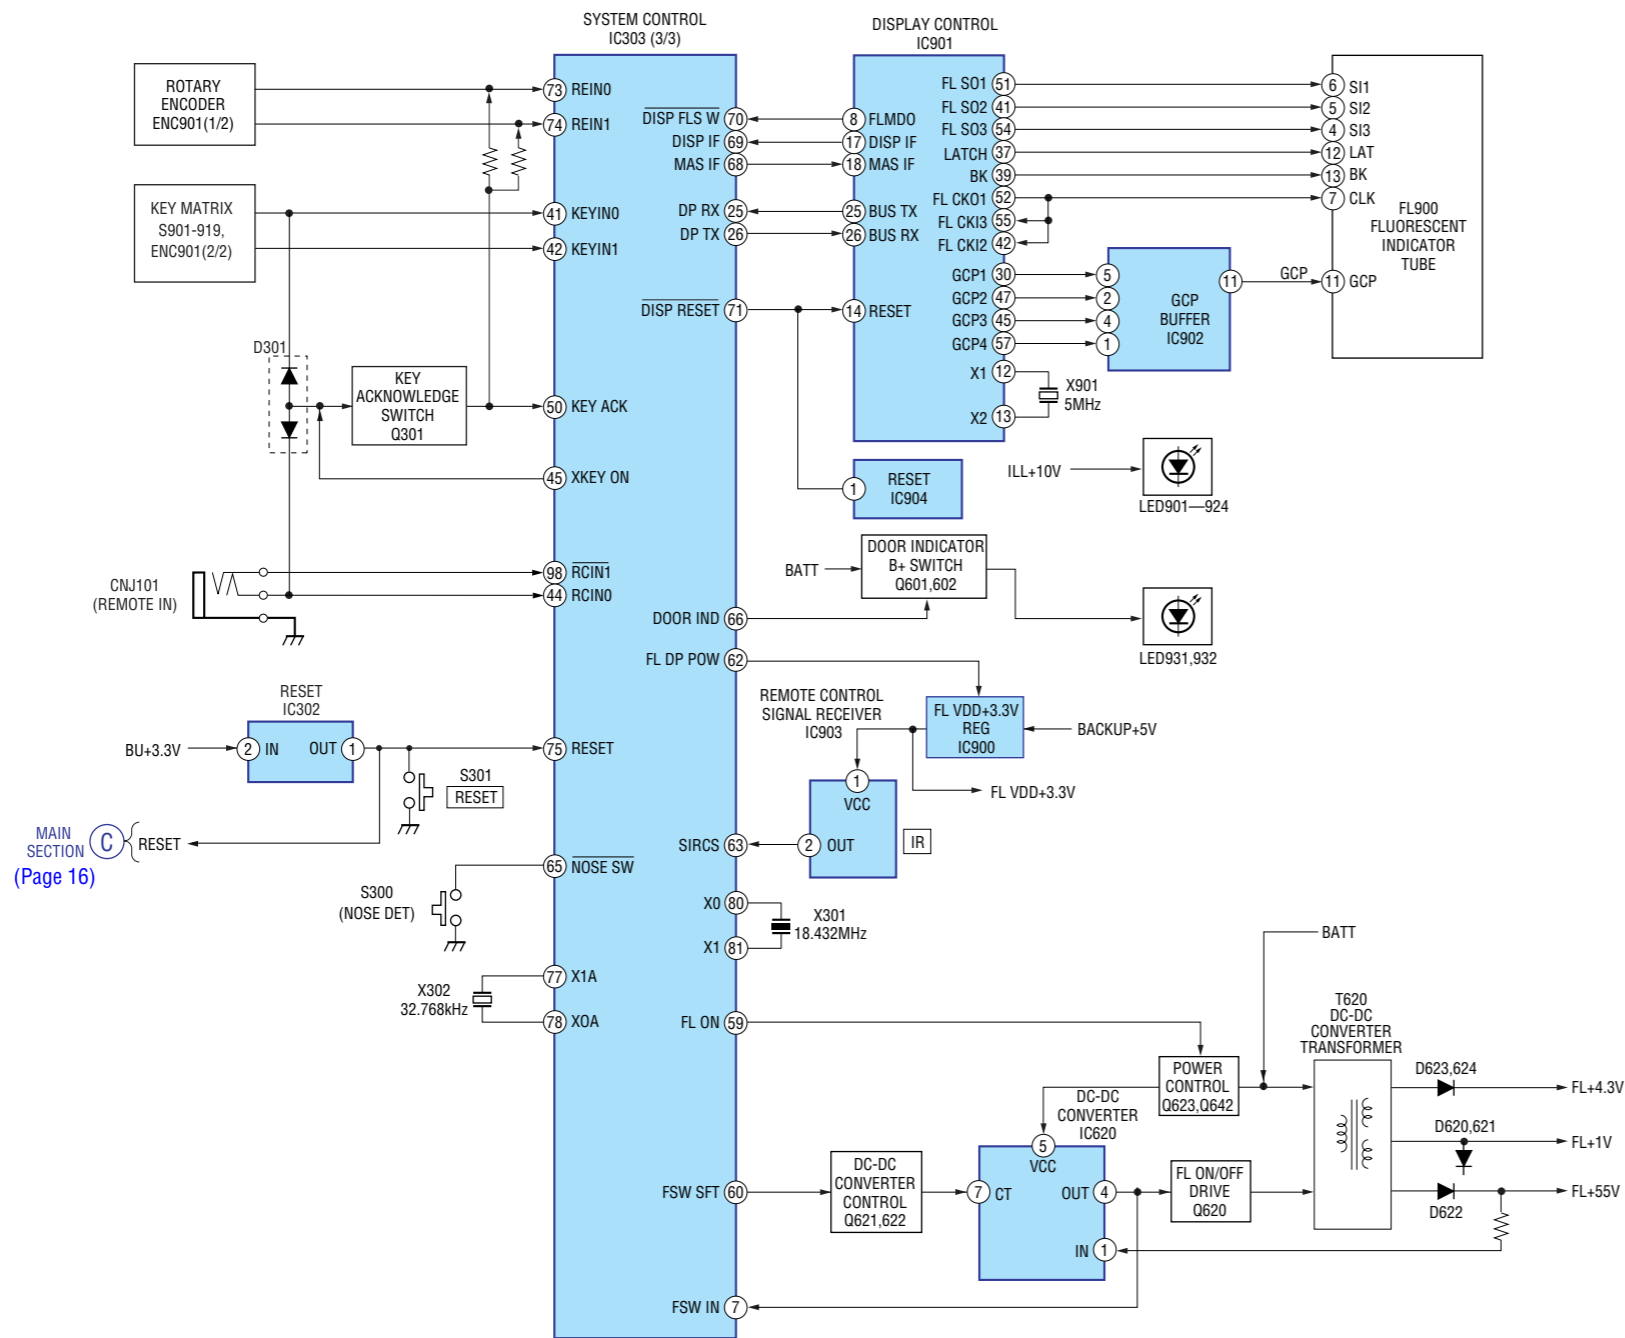 SYSTEM CONTROL
IC303 (3/3)
DISPLAY CONTROL
IC901
ROTARY
ENCODER
ENC901(1/2)
73 REIN0
74 REIN1
KEY MATRIX
S901-919,
ENC901(2/2)
41 KEYIN0
42 KEYIN1
D301
KEY
ACKNOWLEDGE
SWITCH
Q301
50 KEY ACK
45 XKEY ON
CNJ101
(REMOTE IN)
98 RCIN1
44 RCIN0
RESET
IC302
BU+3.3V
2 IN OUT 1
75 RESET
S301
RESET
MAIN
SECTION
C
RESET
(Page 16)
65 NOSE SW
S300
(NOSE DET)
77 X1A
X302
32.768kHz
78 XOA
DISP FLS W 70
DISP IF 69
MAS IF 68
DP RX 25
DP TX 26
DISP RESET 71
DOOR IND 66
FL DP POW 62
SIRCS 63
X0 80
X1 81
X301
18.432MHz
FL ON 59
FSW SFT 60
FSW IN 7
8 FLMDO
17 DISP IF
18 MAS IF
25 BUS TX
26 BUS RX
14 RESET
FL SO1 51
FL SO2 41
FL SO3 54
LATCH 37
BK 39
FL CKO1 52
FL CKI3 55
FL CKI2 42
GCP1 30
GCP2 47
GCP3 45
GCP4 57
X1 12
X2 13
X901
5MHz
5
2
4
1
GCP
BUFFER
IC902
11
GCP
6 SI1
5 SI2
4 SI3
12 LAT
13 BK
7 CLK
11 GCP
FL900
FLUORESCENT
INDICATOR
TUBE
1
RESET
IC904
ILL+10V
LED901—924
BATT
DOOR INDICATOR
B+ SWITCH
Q601,602
LED931,932
REMOTE CONTROL
SIGNAL RECEIVER
IC903
FL VDD+3.3V
REG
IC900
BACKUP+5V
FL VDD+3.3V
1
VCC
2 OUT
IR
BATT
T620
DC-DC
CONVERTER
TRANSFORMER
POWER
CONTROL
Q623,Q642
DC-DC
CONVERTER
IC620
5
VCC
7 CT
OUT 4
IN 1
DC-DC
CONVERTER
CONTROL
Q621,622
FL ON/OFF
DRIVE
Q620
D623,624
FL+4.3V
D620,621
FL+1V
D622
FL+55V